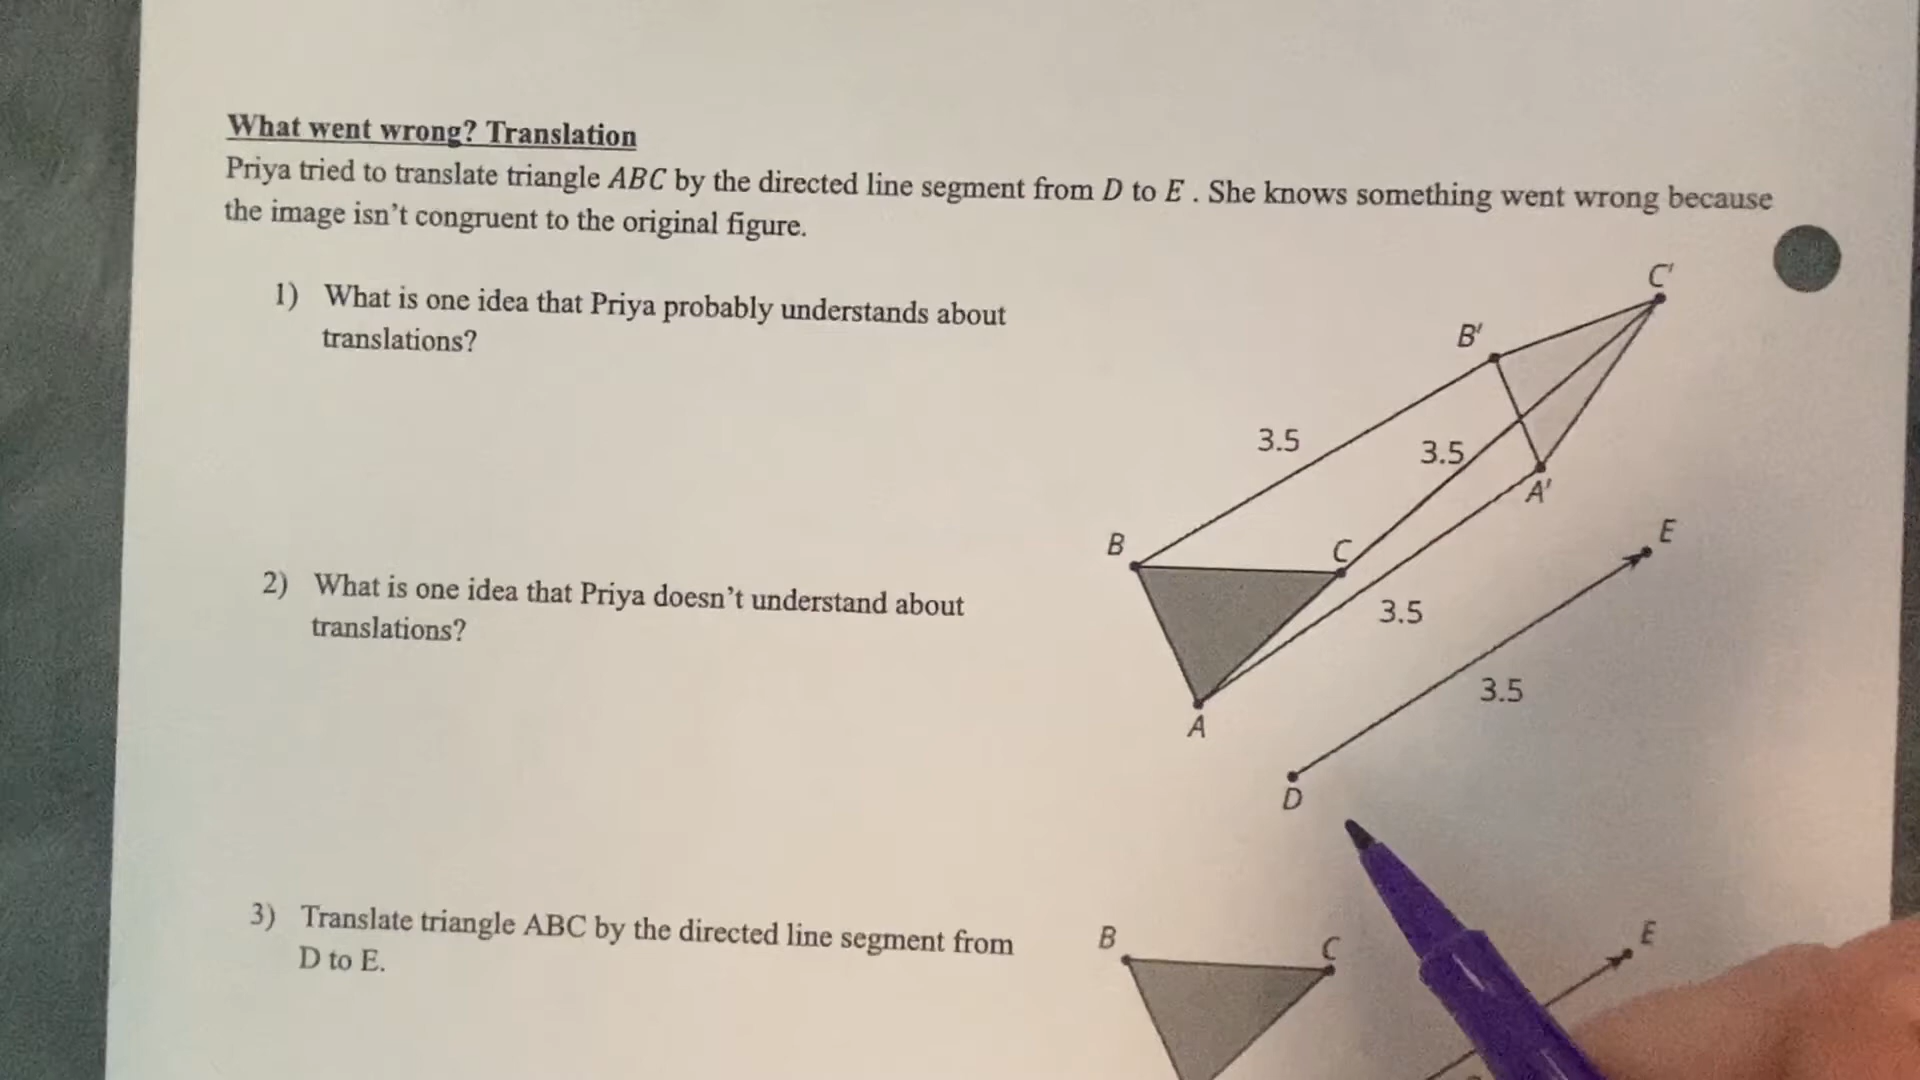 What went wrong? Translation
Priya tried to translate triangle ABC by the directed line segment from D to E . She knows something went wrong because
the image isn't congruent to the original figure.
1) What is one idea that Priya probably understands about
translations?
C'
B'
3.5
3.5
A'
E
B
C
3.5
3.5
A
D
2) What is one idea that Priya doesn't understand about
translations?
3) Translate triangle ABC by the directed line segment from
D to E.
B
C
E